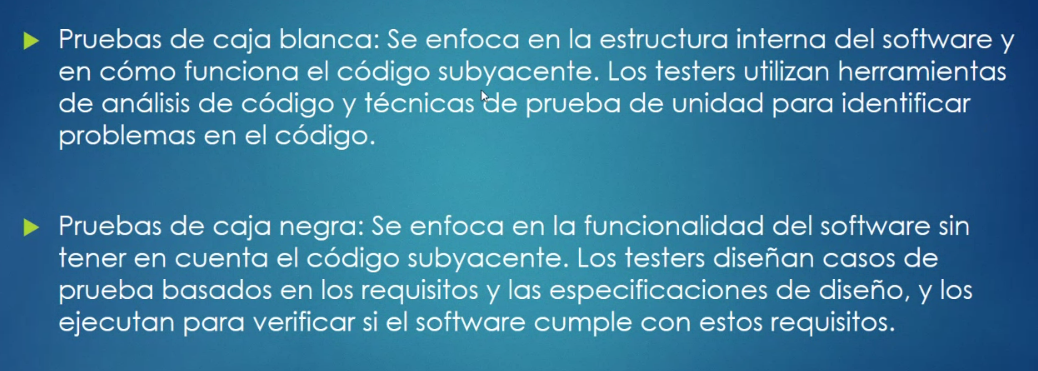 Pruebas de caja blanca: Se enfoca en la estructura interna del software y
en cómo funciona el código subyacente. Los testers utilizan herramientas
de análisis de código y técnicas de prueba de unidad para identificar
problemas en el código.
Pruebas de caja negra: Se enfoca en la funcionalidad del software sin
tener en cuenta el código subyacente. Los testers diseñan casos de
prueba basados en los requisitos y las especificaciones de diseño, y los
ejecutan para verificar si el software cumple con estos requisitos.